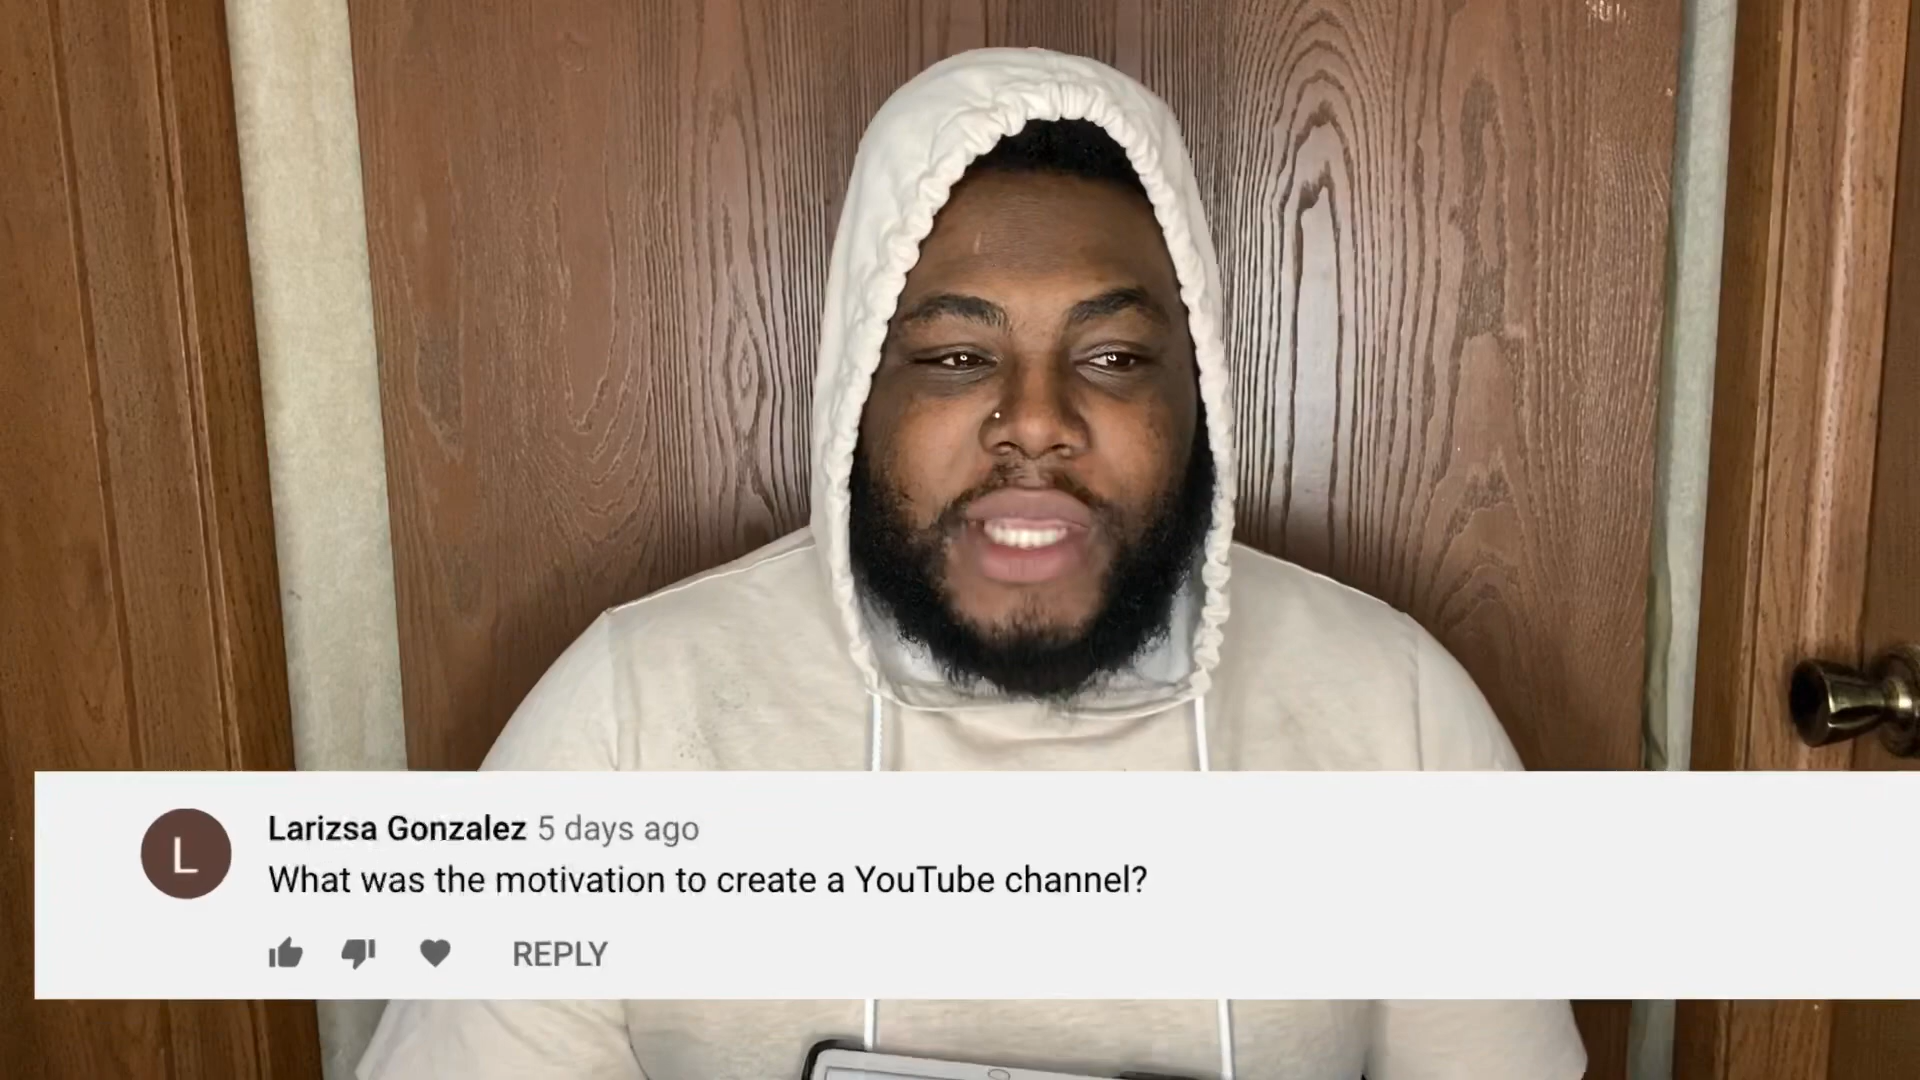 L
Larizsa Gonzalez 5 days ago
What was the motivation to create a YouTube channel?
REPLY